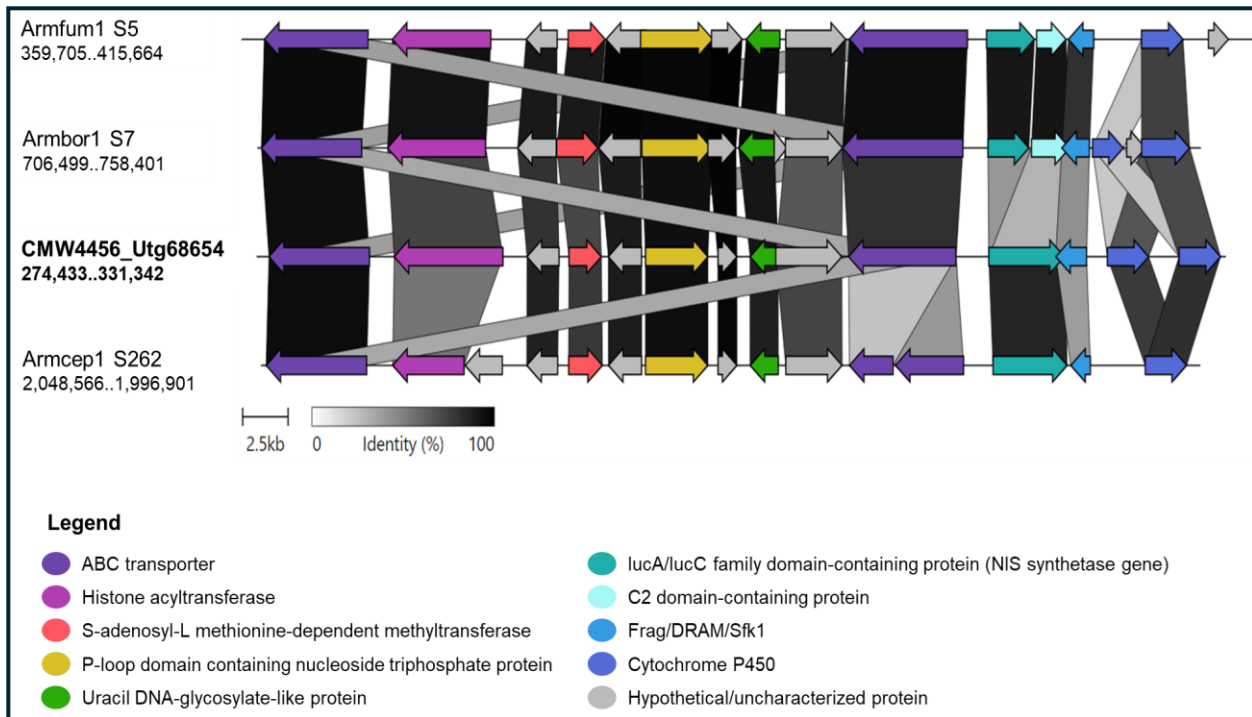 Armfum1 S5
359,705..415,664
Armbor1 S7
706,499..758,401
CMW4456_Utg68654
274,433..331,342
Armcep1 S262
2,048,566..1,996,901
2.5kb 0 Identity (%) 100
Legend
ABC transporter
Histone acyltransferase
S-adenosyl-L methionine-dependent methyltransferase
P-loop domain containing nucleoside triphosphate protein
Uracil DNA-glycosylate-like protein
lucA/lucC family domain-containing protein (NIS synthetase gene)
C2 domain-containing protein
Frag/DRAM/Sfk1
Cytochrome P450
Hypothetical/uncharacterized protein